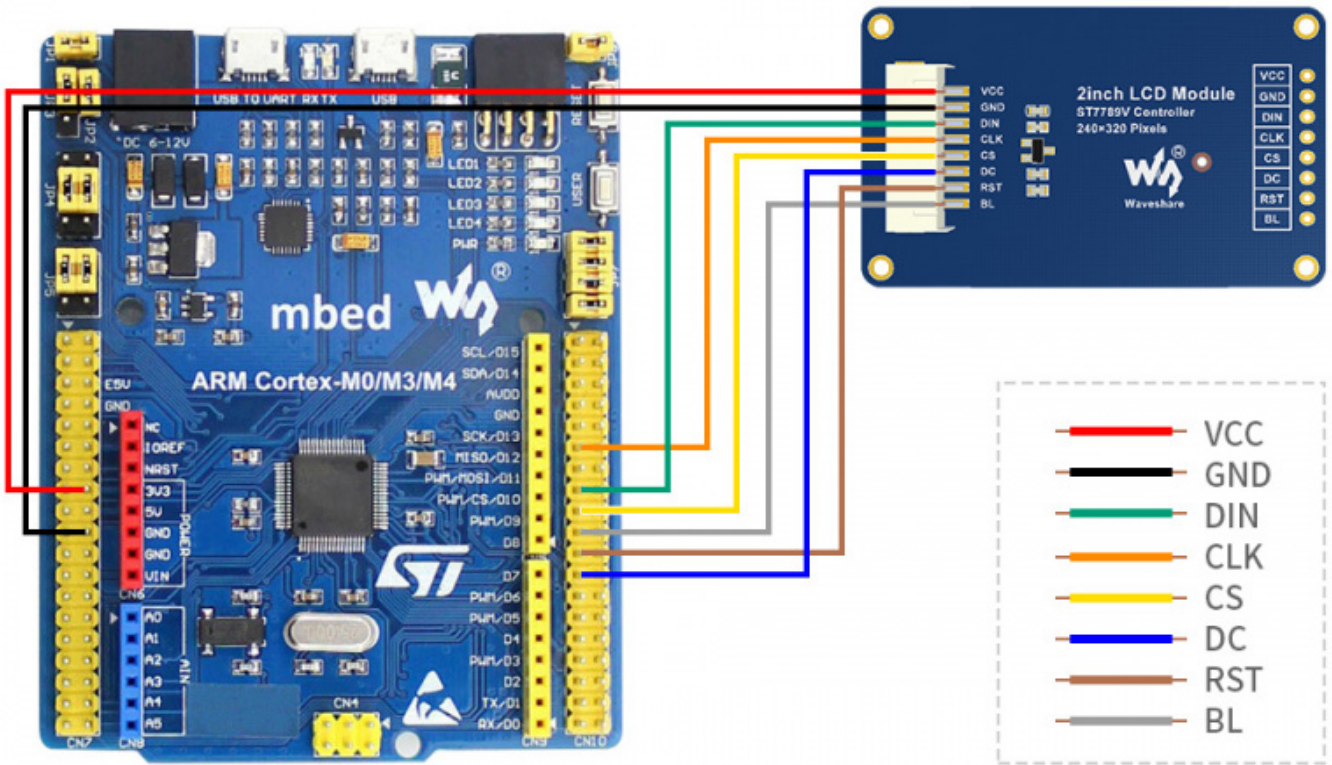 JP1
JP3
JP2
USB TO UART RXTX
USB
RESET
DC 6-12V
JP4
LED1
LED2
LED3
LED4
PWR
USER
JP5
mbed
®
ARM Cortex-M0/M3/M4
E5V
GND
NC
IOREF
NRST
3V3
5V
GND
GND
VIN
POWER
CN6
A0
A1
A2
A3
A4
A5
AIN
CN7
CN8
CN4
SCL/D15
SDA/D14
AVDD
GND
SCK/D13
MISO/D12
PWM/MOSI/D11
PWM/CS/D10
PWM/D9
D8
D7
PWM/D6
PWM/D5
D4
PWM/D3
D2
TX/D1
RX/D0
CN9
CN10
ST
VCC
GND
DIN
CLK
CS
DC
RST
BL
2inch LCD Module
ST7789V Controller
240×320 Pixels
®
Waveshare
VCC
GND
DIN
CLK
CS
DC
RST
BL
VCC
GND
DIN
CLK
CS
DC
RST
BL